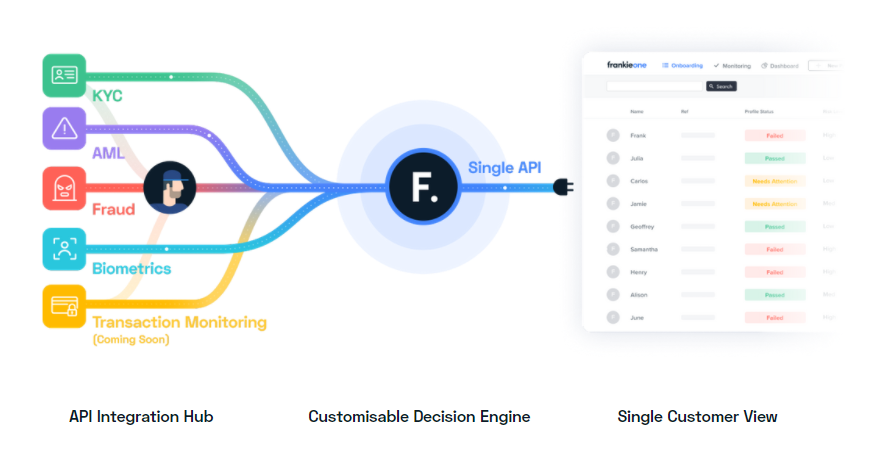 KYC
AML
Fraud
Biometrics
Transaction Monitoring
(Coming Soon)
F.
Single API
frankieone
Onboarding
Monitoring
Dashboard
Search
Name
Ref
Profile Status
Frank
Failed
Julia
Passed
Carlos
Needs Attention
Jamie
Needs Attention
Geoffrey
Passed
Samantha
Failed
Henry
Failed
Alison
Passed
June
Failed
API Integration Hub
Customisable Decision Engine
Single Customer View